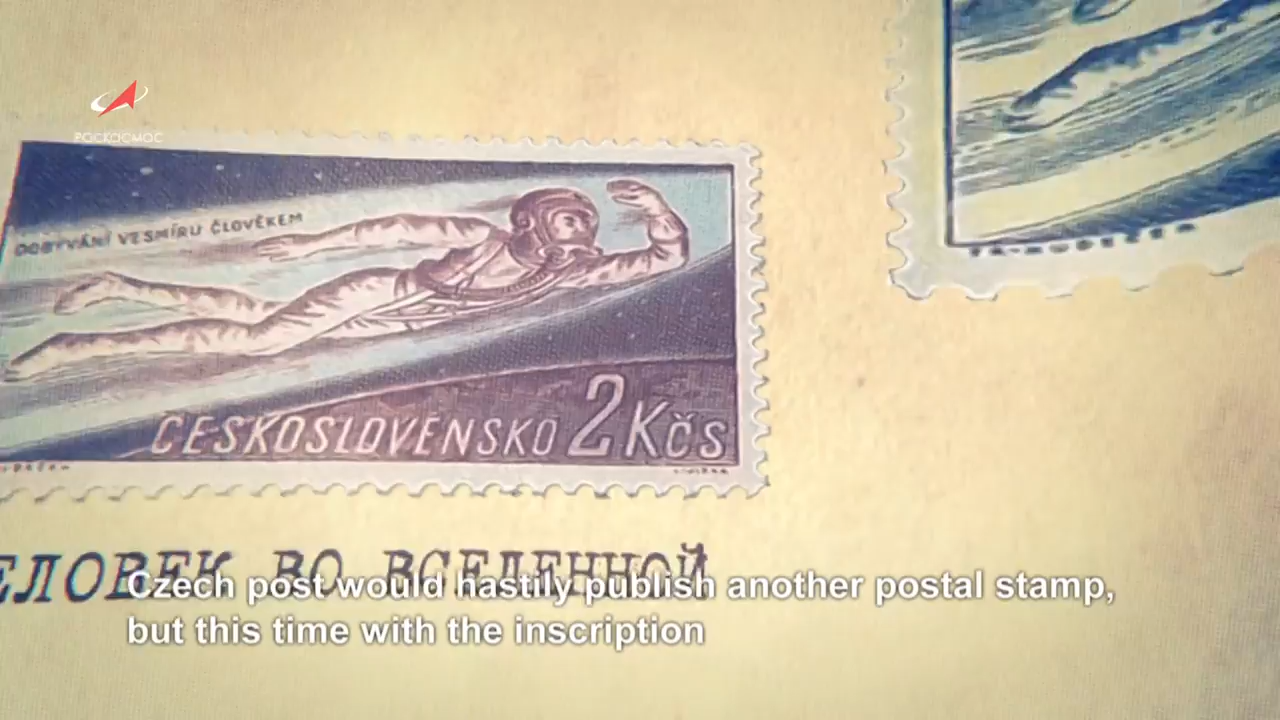 РОСКОСМОС
DOBÝVÁNÍ VESMÍRU ČLOVĚKEM
ČESKOSLOVENSKO 2 Kčs
ЕЛОВЕК ВО ВСЕЛЕННОЙ
Czech post would hastily publish another postal stamp,
but this time with the inscription